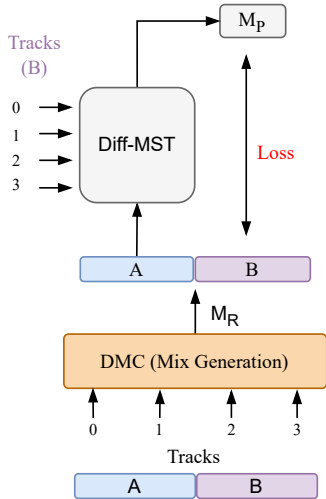 Tracks
(B)
M_P
0
1
2
3
Diff-MST
Loss
A
B
M_R
DMC (Mix Generation)
0
1
2
3
Tracks
A
B